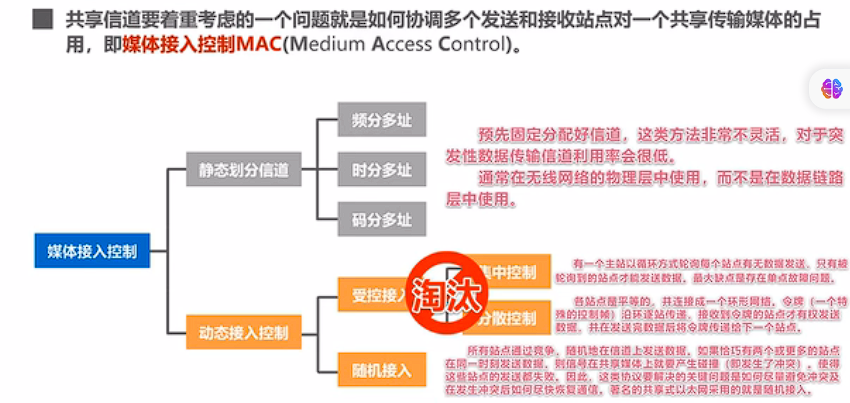 共享信道要着重考虑的一个问题就是如何协调多个发送和接收站点对一个共享传输媒体的占
用，即媒体接入控制MAC(Medium Access Control)。
频分多址
预先固定分配好信道，这类方法非常不灵活，对于突
发性数据传输信道利用率会很低。
静态划分信道
时分多址
通常在无线网络的物理层中使用，而不是在数据链路
层中使用。
码分多址
媒体接入控制
集中控制
有一个主站以循环方式轮询每个站点有无数据发送，只有被
轮询到的站点才能发送数据，最大缺点是存在单点故障问题。
受控接入
淘汰
分散控制
各站点是平等的，并连接成一个环形网络，令牌（一个特
殊的控制帧）沿环逐站传递，接收到令牌的站点才有权发送
数据，并在发送完数据后将令牌传递给下一个站点。
动态接入控制
随机接入
所有站点通过竞争，随机地在信道上发送数据，如果恰巧有两个或更多的站点
在同一时刻发送数据，则信号在共享媒体上就要产生碰撞（即发生了冲突），使得
这些站点的发送都失败。因此，这类协议要解决的关键问题是如何尽量避免冲突及
在发生冲突后如何尽快恢复通信。著名的共享式以太网采用的就是随机接入。